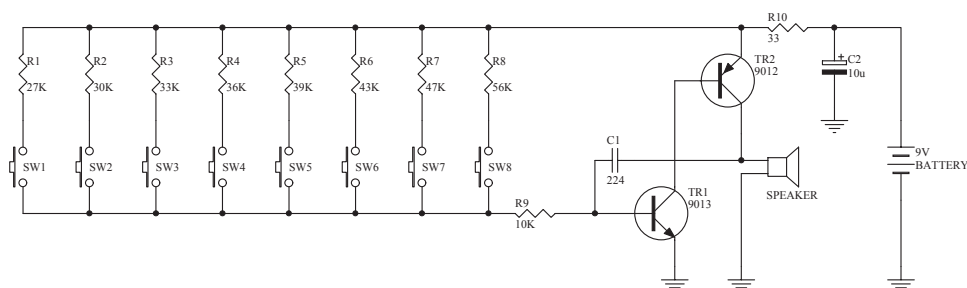 R10
33
R1
27K
R2
30K
R3
33K
R4
36K
R5
39K
R6
43K
R7
47K
R8
56K
TR2
9012
+
C2
10u
SW1
SW2
SW3
SW4
SW5
SW6
SW7
SW8
C1
224
9V
BATTERY
SPEAKER
TR1
9013
R9
10K